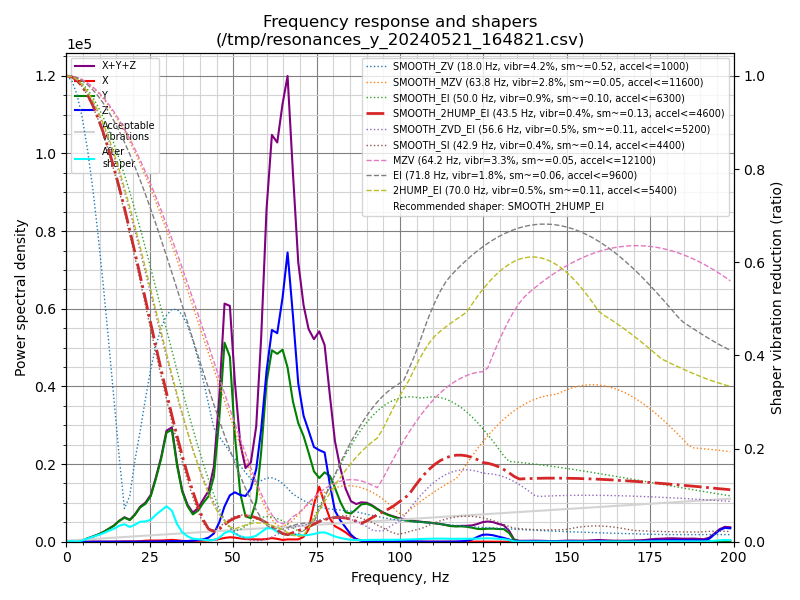 Frequency response and shapers
(/tmp/resonances_y_20240521_164821.csv)
1e5
X+Y+Z
X
Y
Z
Acceptable
vibrations
After
shaper
SMOOTH_ZV (18.0 Hz, vibr=4.2%, sm~=0.52, accel<=1000)
SMOOTH_MZV (63.8 Hz, vibr=2.8%, sm~=0.05, accel<=11600)
SMOOTH_EI (50.0 Hz, vibr=0.9%, sm~=0.10, accel<=6300)
SMOOTH_2HUMP_EI (43.5 Hz, vibr=0.4%, sm~=0.13, accel<=4600)
SMOOTH_ZVD_EI (56.6 Hz, vibr=0.5%, sm~=0.11, accel<=5200)
SMOOTH_SI (42.9 Hz, vibr=0.4%, sm~=0.14, accel<=4400)
MZV (64.2 Hz, vibr=3.3%, sm~=0.05, accel<=12100)
EI (71.8 Hz, vibr=1.8%, sm~=0.06, accel<=9600)
2HUMP_EI (70.0 Hz, vibr=0.5%, sm~=0.11, accel<=5400)
Recommended shaper: SMOOTH_2HUMP_EI
Power spectral density
1.2
1.0
0.8
0.6
0.4
0.2
0.0
0 25 50 75 100 125 150 175 200
Frequency, Hz
1.0
0.8
0.6
0.4
0.2
0.0
Shaper vibration reduction (ratio)